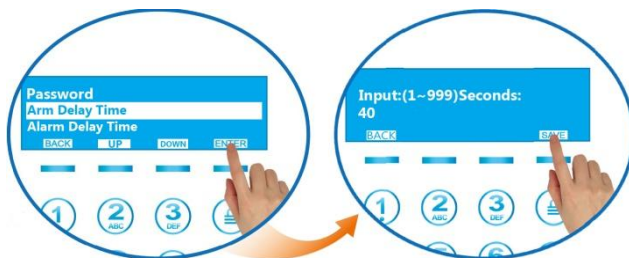 Password
Arm Delay Time
Alarm Delay Time
BACK UP DOWN ENTER
1 2 3
ABC DEF
Input:(1~999)Seconds:
40
BACK SAVE
1 2 3
ABC DEF